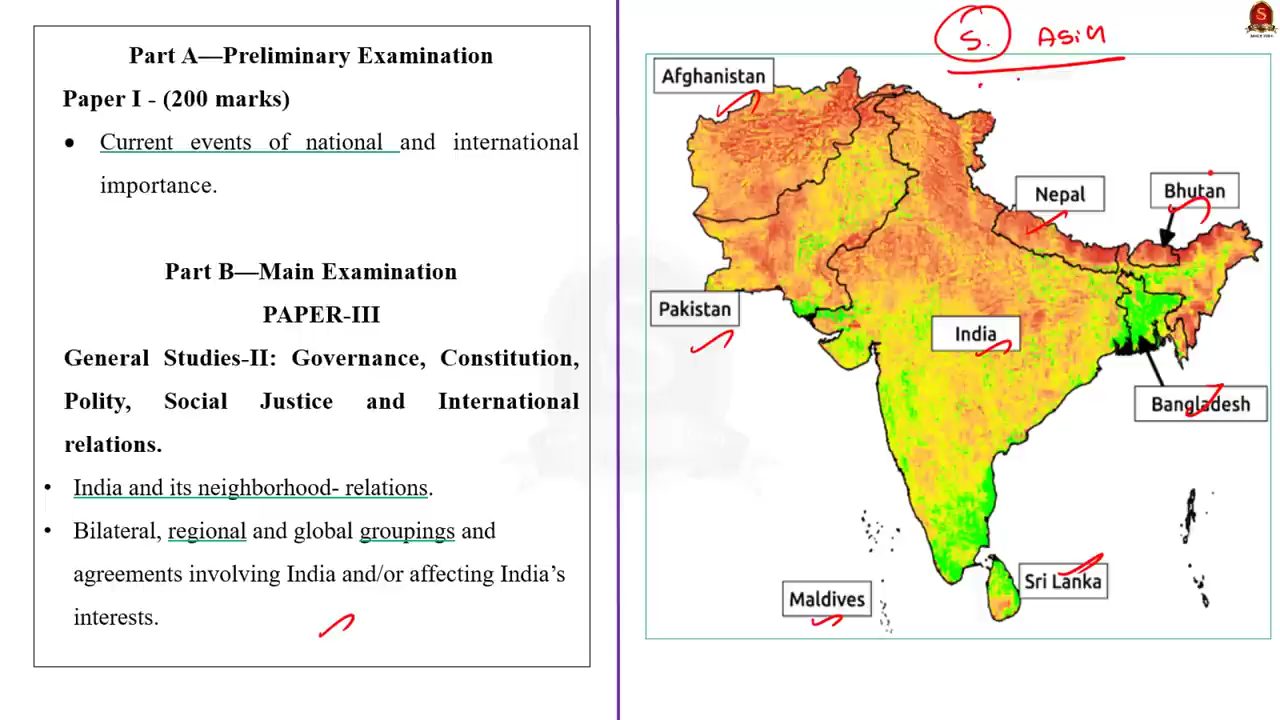 Part A—Preliminary Examination
Paper I - (200 marks)
● Current events of national and international
importance.
Part B—Main Examination
PAPER-III
General Studies-II: Governance, Constitution,
Polity, Social Justice and International
relations.
• India and its neighborhood- relations.
• Bilateral, regional and global groupings and
agreements involving India and/or affecting India’s
interests.
S. Asia
Afghanistan
Nepal
Bhutan
Pakistan
India
Bangladesh
Sri Lanka
Maldives